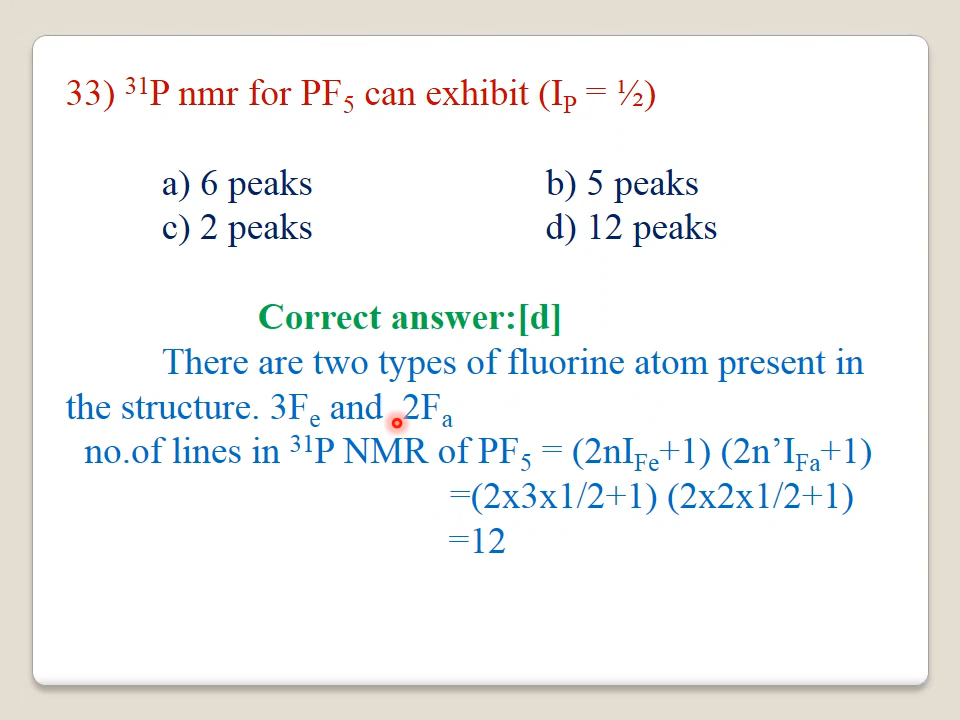 33) ³¹P nmr for PF₅ can exhibit (I_P = ½)
a) 6 peaks b) 5 peaks
c) 2 peaks d) 12 peaks
Correct answer:[d]
There are two types of fluorine atom present in
the structure. 3Fₑ and 2Fₐ
no.of lines in ³¹P NMR of PF₅ = (2nI_Fe+1) (2n’I_Fa+1)
=(2x3x1/2+1) (2x2x1/2+1)
=12